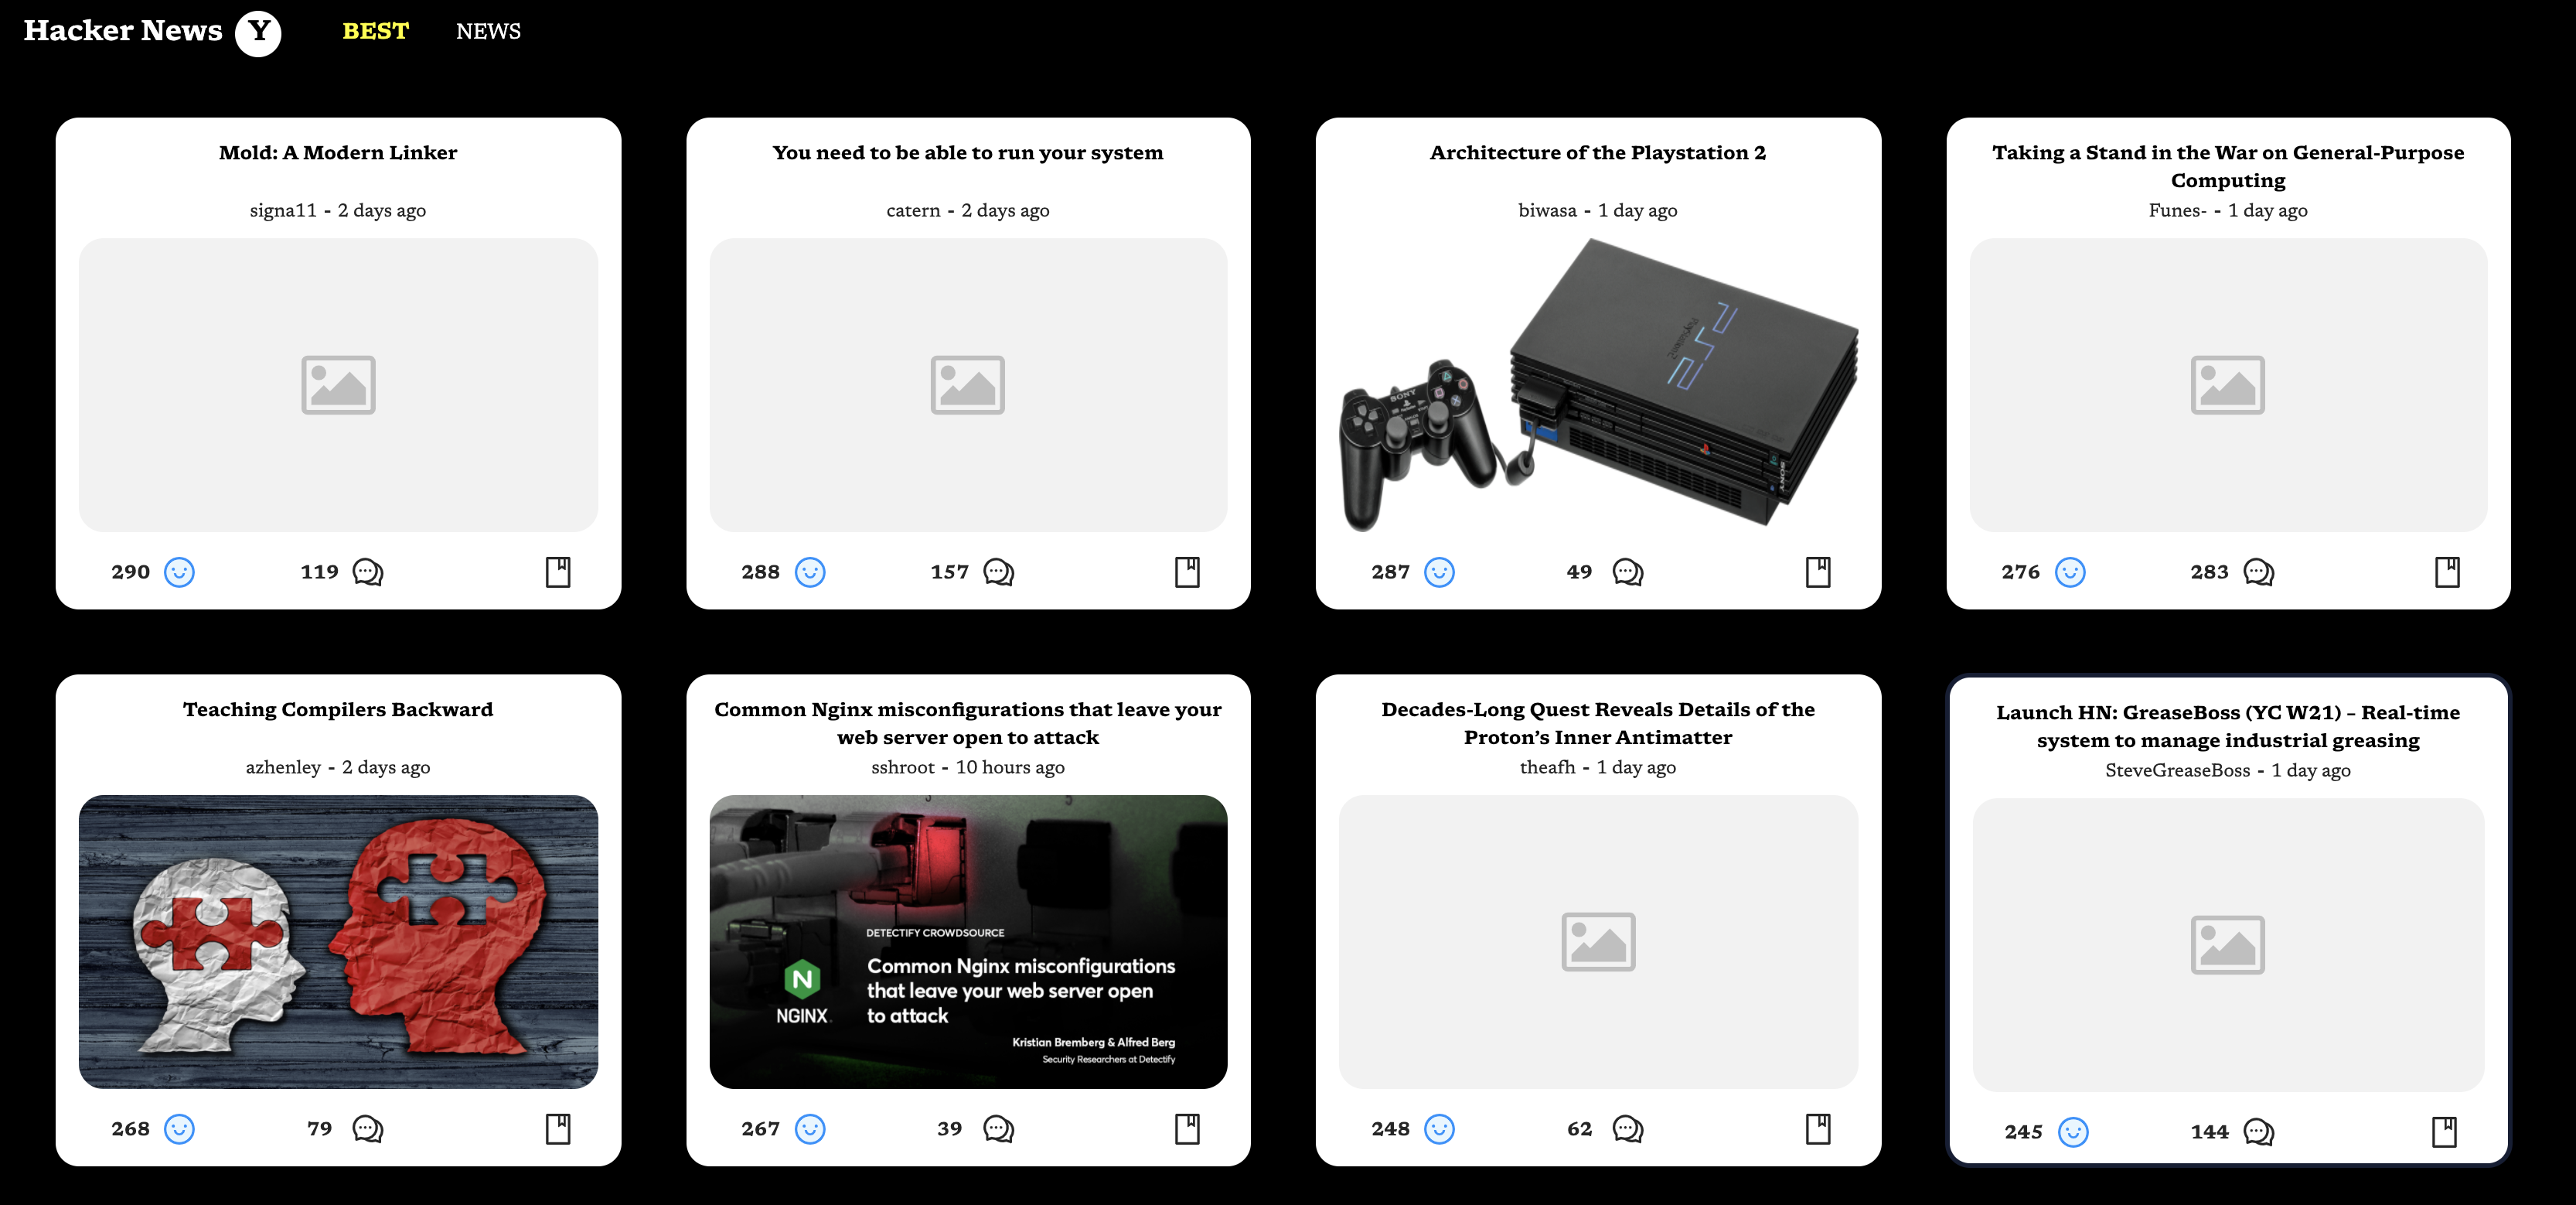 Hacker News Y BEST NEWS
Mold: A Modern Linker
signa11 - 2 days ago
290 119
You need to be able to run your system
catern - 2 days ago
288 157
Architecture of the Playstation 2
biwasa - 1 day ago
PlayStation2
PS2
SONY
SONY
287 49
Taking a Stand in the War on General-Purpose
Computing
Funes- - 1 day ago
276 283
Teaching Compilers Backward
azhenley - 2 days ago
268 79
Common Nginx misconfigurations that leave your
web server open to attack
sshroot - 10 hours ago
3 5
DETECTIFY CROWDSOURCE
N
NGINX
Common Nginx misconfigurations
that leave your web server open
to attack
Kristian Bremberg & Alfred Berg
Security Researchers at Detectify
267 39
Decades-Long Quest Reveals Details of the
Proton’s Inner Antimatter
theafh - 1 day ago
248 62
Launch HN: GreaseBoss (YC W21) – Real-time
system to manage industrial greasing
SteveGreaseBoss - 1 day ago
245 144